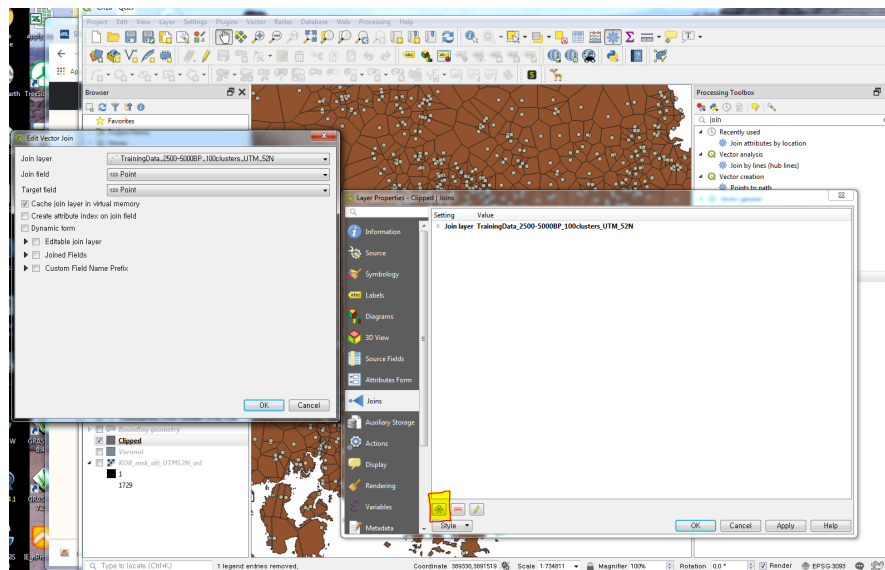 Project Edit View Layer Settings Plugins Vector Raster Database Web Processing Help
Browser
Favorites
Processing Toolbox
join
Recently used
Join attributes by location
Vector analysis
Join by lines (hub lines)
Vector creation
Points to path
Edit Vector Join
Join layer TrainingData_2500-5000BP_100clusters_UTM_52N
Join field 123 Point
Target field 123 Point
Cache join layer in virtual memory
Create attribute index on join field
Dynamic form
Editable join layer
Joined Fields
Custom Field Name Prefix
OK Cancel
Layer Properties - Clipped | Joins
Setting Value
Join layer TrainingData_2500-5000BP_100clusters_UTM_52N
Information
Source
Symbology
abc Labels
Diagrams
3D View
Source Fields
Attributes Form
Joins
Auxiliary Storage
Actions
Display
Rendering
Variables
Metadata
Style
OK Cancel Apply Help
Bounding geometry
Clipped
Voronoi
1
1729
Type to locate (Ctrl+K) 1 legend entries removed. Coordinate 389338,3891519 Scale 1:734811 Magnifier 100% Rotation 0,0 ° Render EPSG:3093